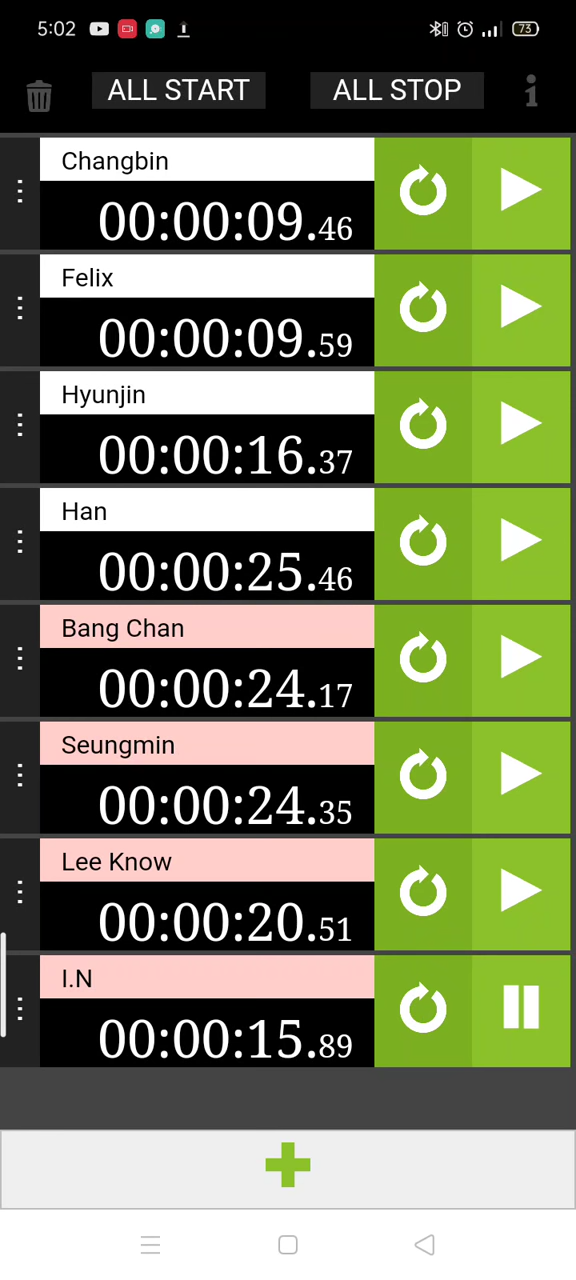 5:02
73
ALL START
ALL STOP
Changbin
00:00:09.46
Felix
00:00:09.59
Hyunjin
00:00:16.37
Han
00:00:25.46
Bang Chan
00:00:24.17
Seungmin
00:00:24.35
Lee Know
00:00:20.51
I.N
00:00:15.89